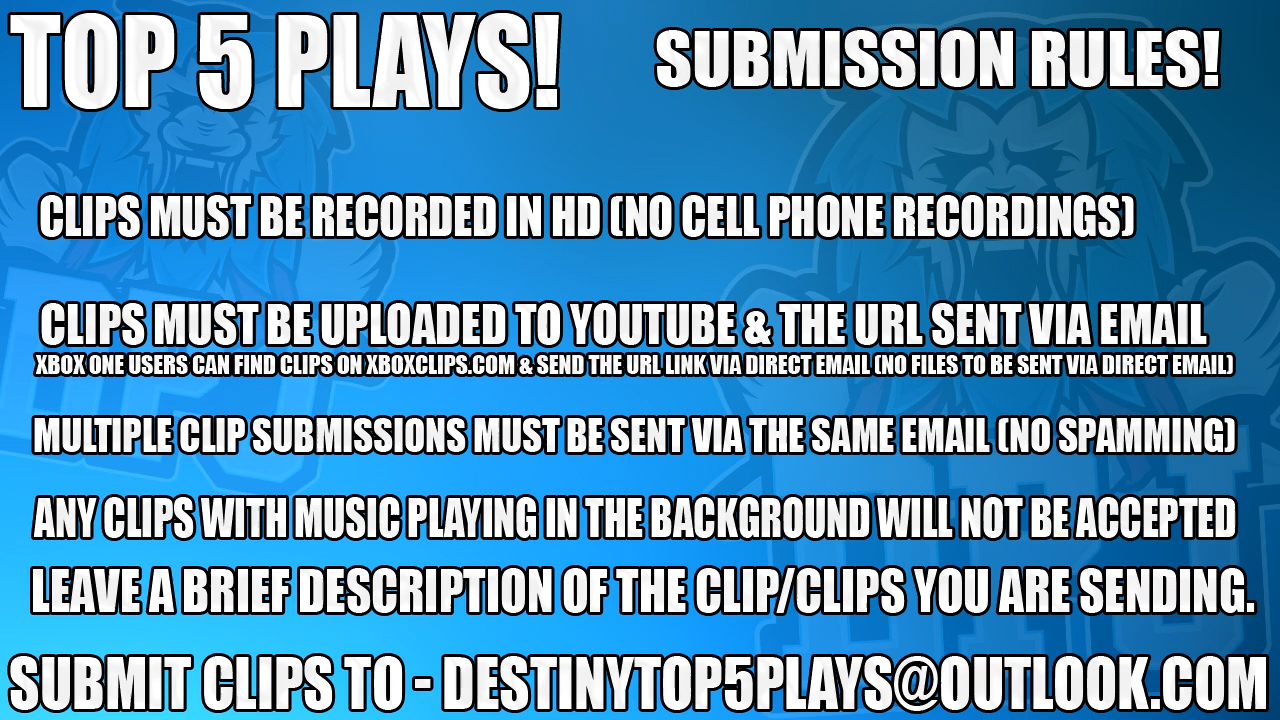 TOP 5 PLAYS!
SUBMISSION RULES!
CLIPS MUST BE RECORDED IN HD (NO CELL PHONE RECORDINGS)
CLIPS MUST BE UPLOADED TO YOUTUBE & THE URL SENT VIA EMAIL
XBOX ONE USERS CAN FIND CLIPS ON XBOXCLIPS.COM & SEND THE URL LINK VIA DIRECT EMAIL (NO FILES TO BE SENT VIA DIRECT EMAIL)
MULTIPLE CLIP SUBMISSIONS MUST BE SENT VIA THE SAME EMAIL (NO SPAMMING)
ANY CLIPS WITH MUSIC PLAYING IN THE BACKGROUND WILL NOT BE ACCEPTED
LEAVE A BRIEF DESCRIPTION OF THE CLIP/CLIPS YOU ARE SENDING.
SUBMIT CLIPS TO - DESTINYTOP5PLAYS@OUTLOOK.COM